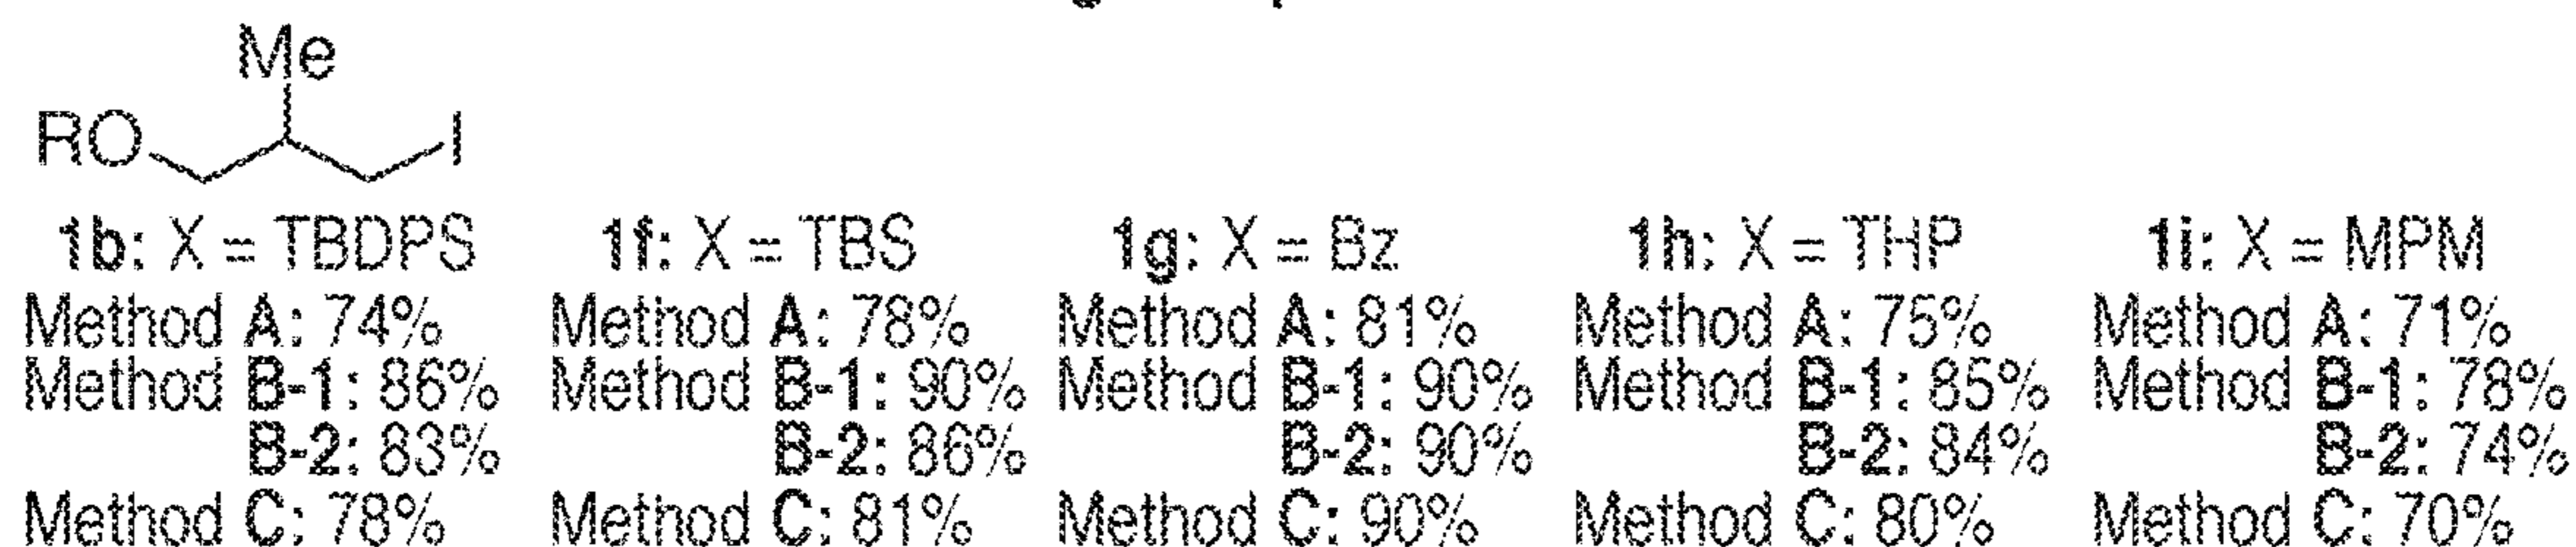 Me
RO I
1b: X = TBDPS 1f: X = TBS 1g: X = Bz 1h: X = THP 1i: X = MPM
Method A: 74% Method A: 78% Method A: 81% Method A: 75% Method A: 71%
Method B-1: 86% Method B-1: 90% Method B-1: 90% Method B-1: 85% Method B-1: 78%
B-2: 83% B-2: 86% B-2: 90% B-2: 84% B-2: 74%
Method C: 78% Method C: 81% Method C: 90% Method C: 80% Method C: 70%